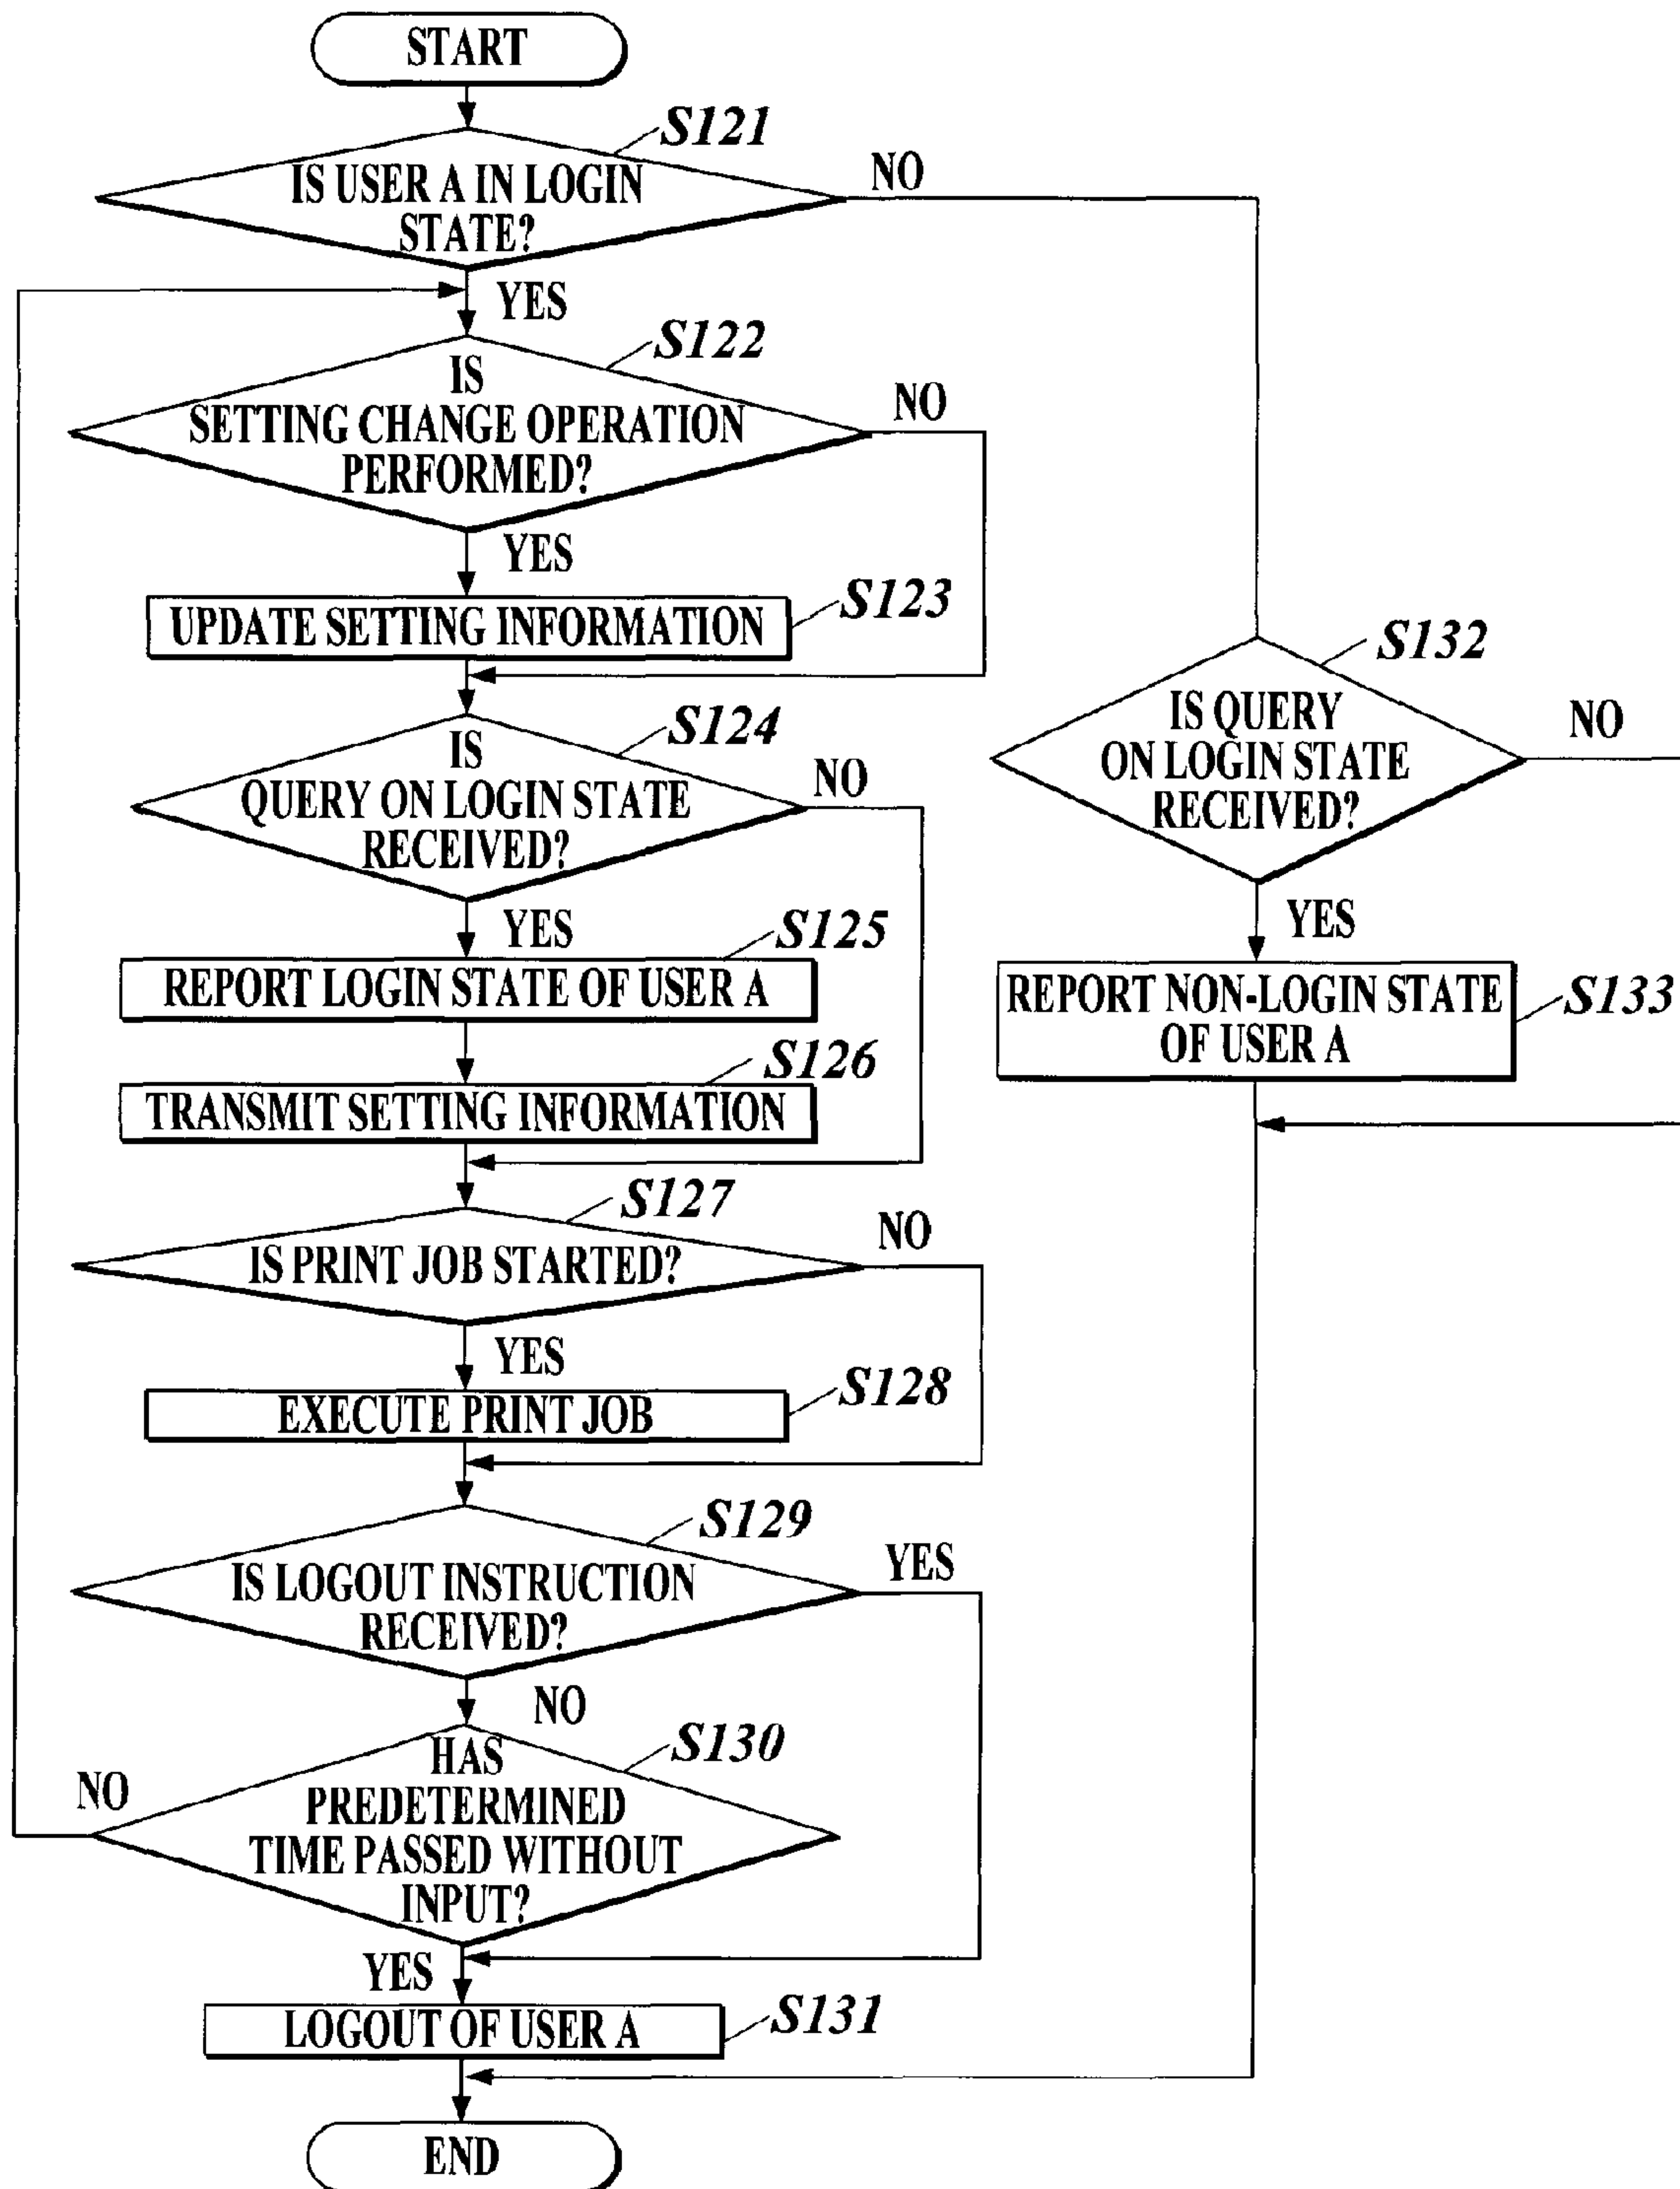 START
S121
IS USER A IN LOGIN
STATE?
NO
YES
S122
IS
SETTING CHANGE OPERATION
PERFORMED?
NO
YES
S123
UPDATE SETTING INFORMATION
S124
IS
QUERY ON LOGIN STATE
RECEIVED?
NO
YES
S125
REPORT LOGIN STATE OF USER A
S126
TRANSMIT SETTING INFORMATION
S127
IS PRINT JOB STARTED?
NO
YES
S128
EXECUTE PRINT JOB
S129
IS LOGOUT INSTRUCTION
RECEIVED?
YES
NO
S130
HAS
PREDETERMINED
TIME PASSED WITHOUT
INPUT?
NO
YES
S131
LOGOUT OF USER A
END
S132
IS QUERY
ON LOGIN STATE
RECEIVED?
NO
YES
S133
REPORT NON-LOGIN STATE
OF USER A